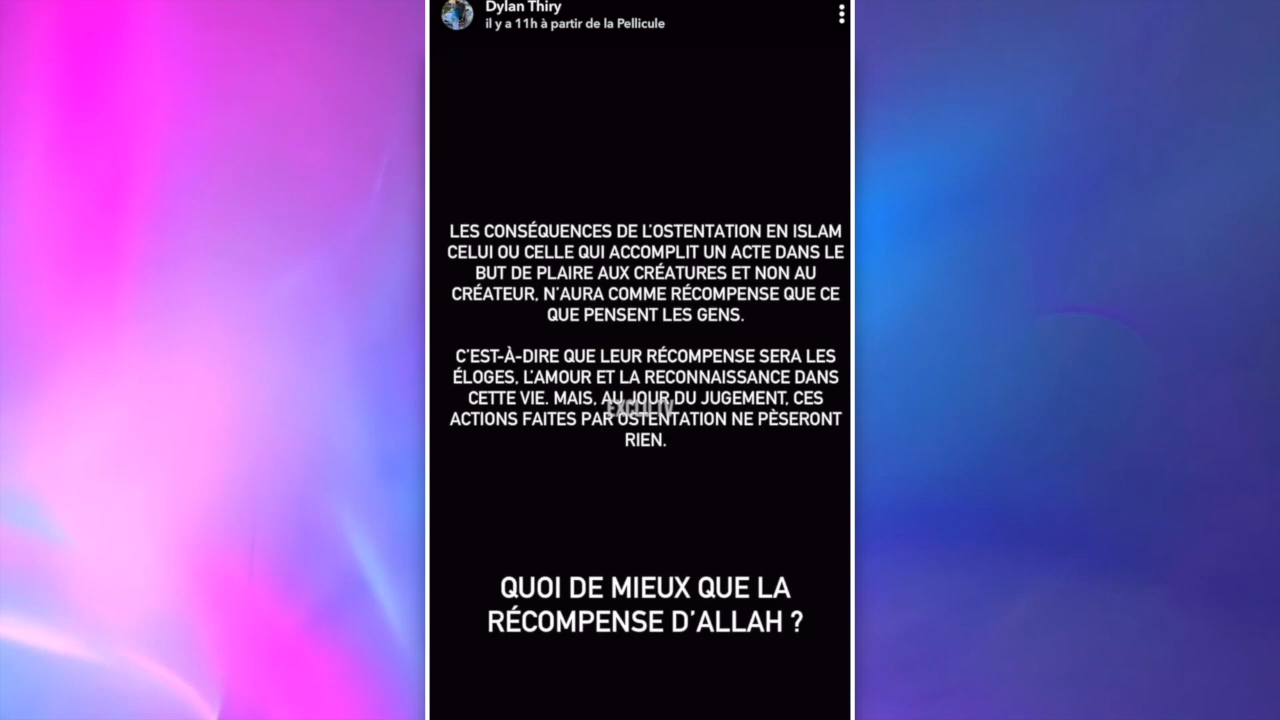 Dylan Thiry
il y a 11h à partir de la Pellicule
LES CONSÉQUENCES DE L'OSTENTATION EN ISLAM
CELUI OU CELLE QUI ACCOMPLIT UN ACTE DANS LE
BUT DE PLAIRE AUX CRÉATURES ET NON AU
CRÉATEUR, N'AURA COMME RÉCOMPENSE QUE CE
QUE PENSENT LES GENS.
C'EST-À-DIRE QUE LEUR RÉCOMPENSE SERA LES
ÉLOGES, L'AMOUR ET LA RECONNAISSANCE DANS
CETTE VIE. MAIS, AU JOUR DU JUGEMENT, CES
EXCLU TV
ACTIONS FAITES PAR OSTENTATION NE PÈSERONT
RIEN.
QUOI DE MIEUX QUE LA
RÉCOMPENSE D'ALLAH ?